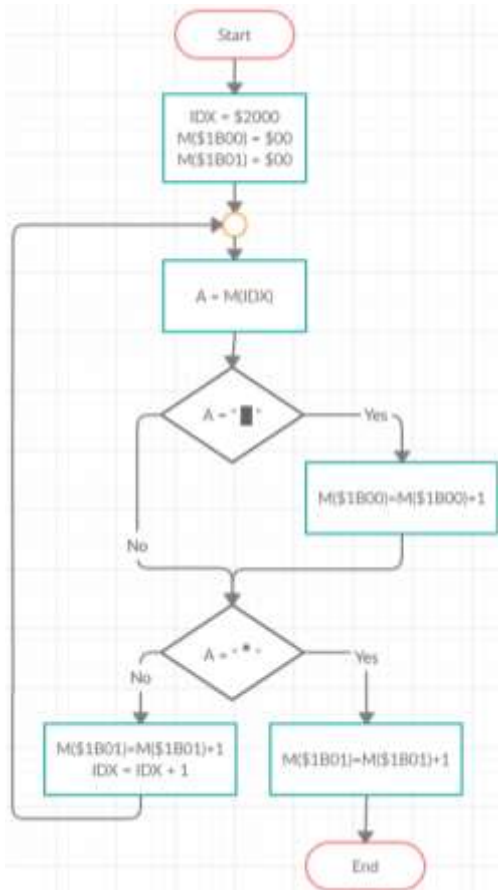 Start
IDX = $2000
M($1B00) = $00
M($1B01) = $00
A = M(IDX)
A = "█"
Yes
M($1B00)=M($1B00)+1
No
A = "*"
No
Yes
M($1B01)=M($1B01)+1
IDX = IDX + 1
M($1B01)=M($1B01)+1
End